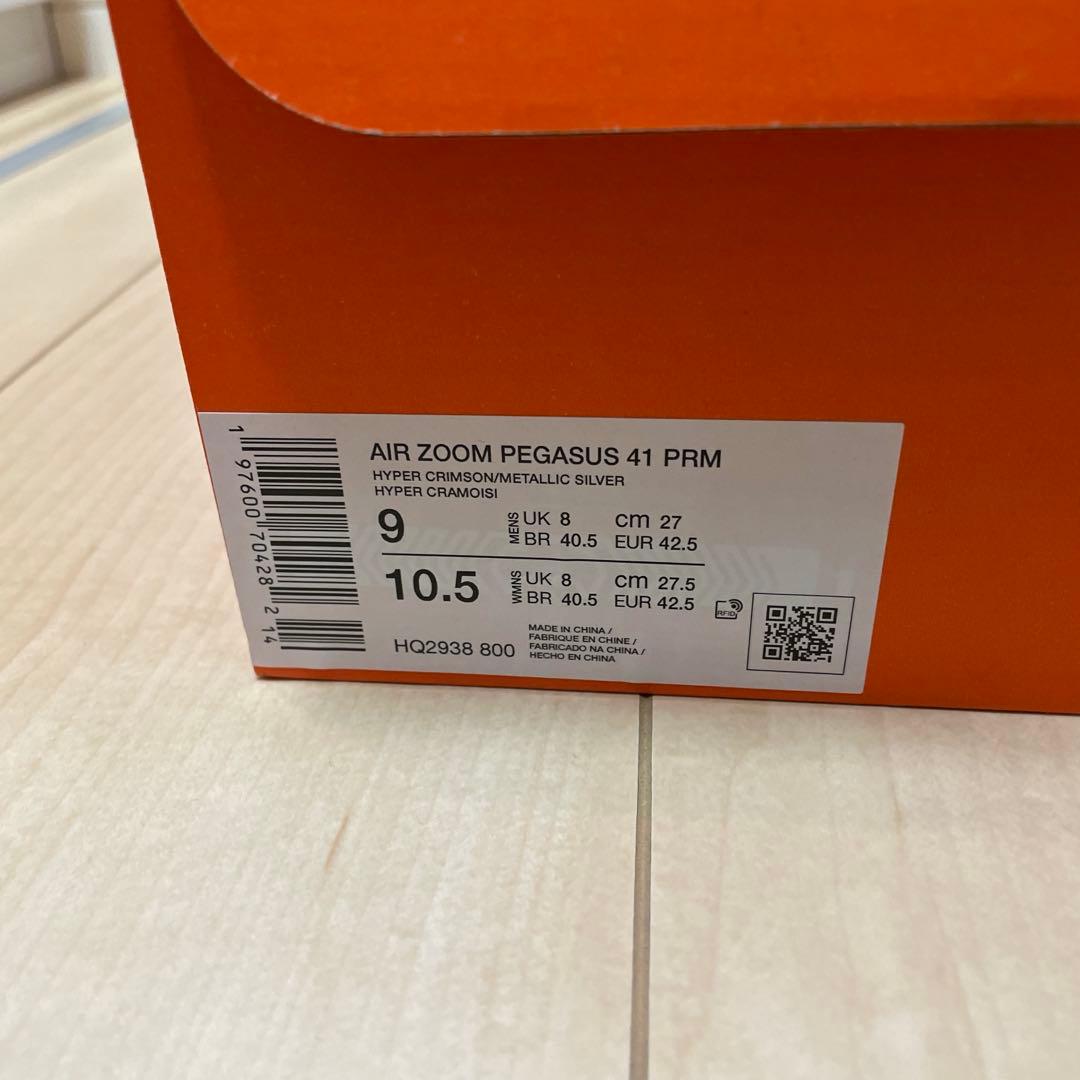 AIR ZOOM PEGASUS 41 PRM
HYPER CRIMSON/METALLIC SILVER
HYPER CRAMOISI
9 MENS UK 8 cm 27
BR 40.5 EUR 42.5
10.5 WMNS UK 8 cm 27.5
BR 40.5 EUR 42.5
RFID
HQ2938 800
MADE IN CHINA /
FABRIQUE EN CHINE /
FABRICADO NA CHINA /
HECHO EN CHINA
1 97600 70428 2 14